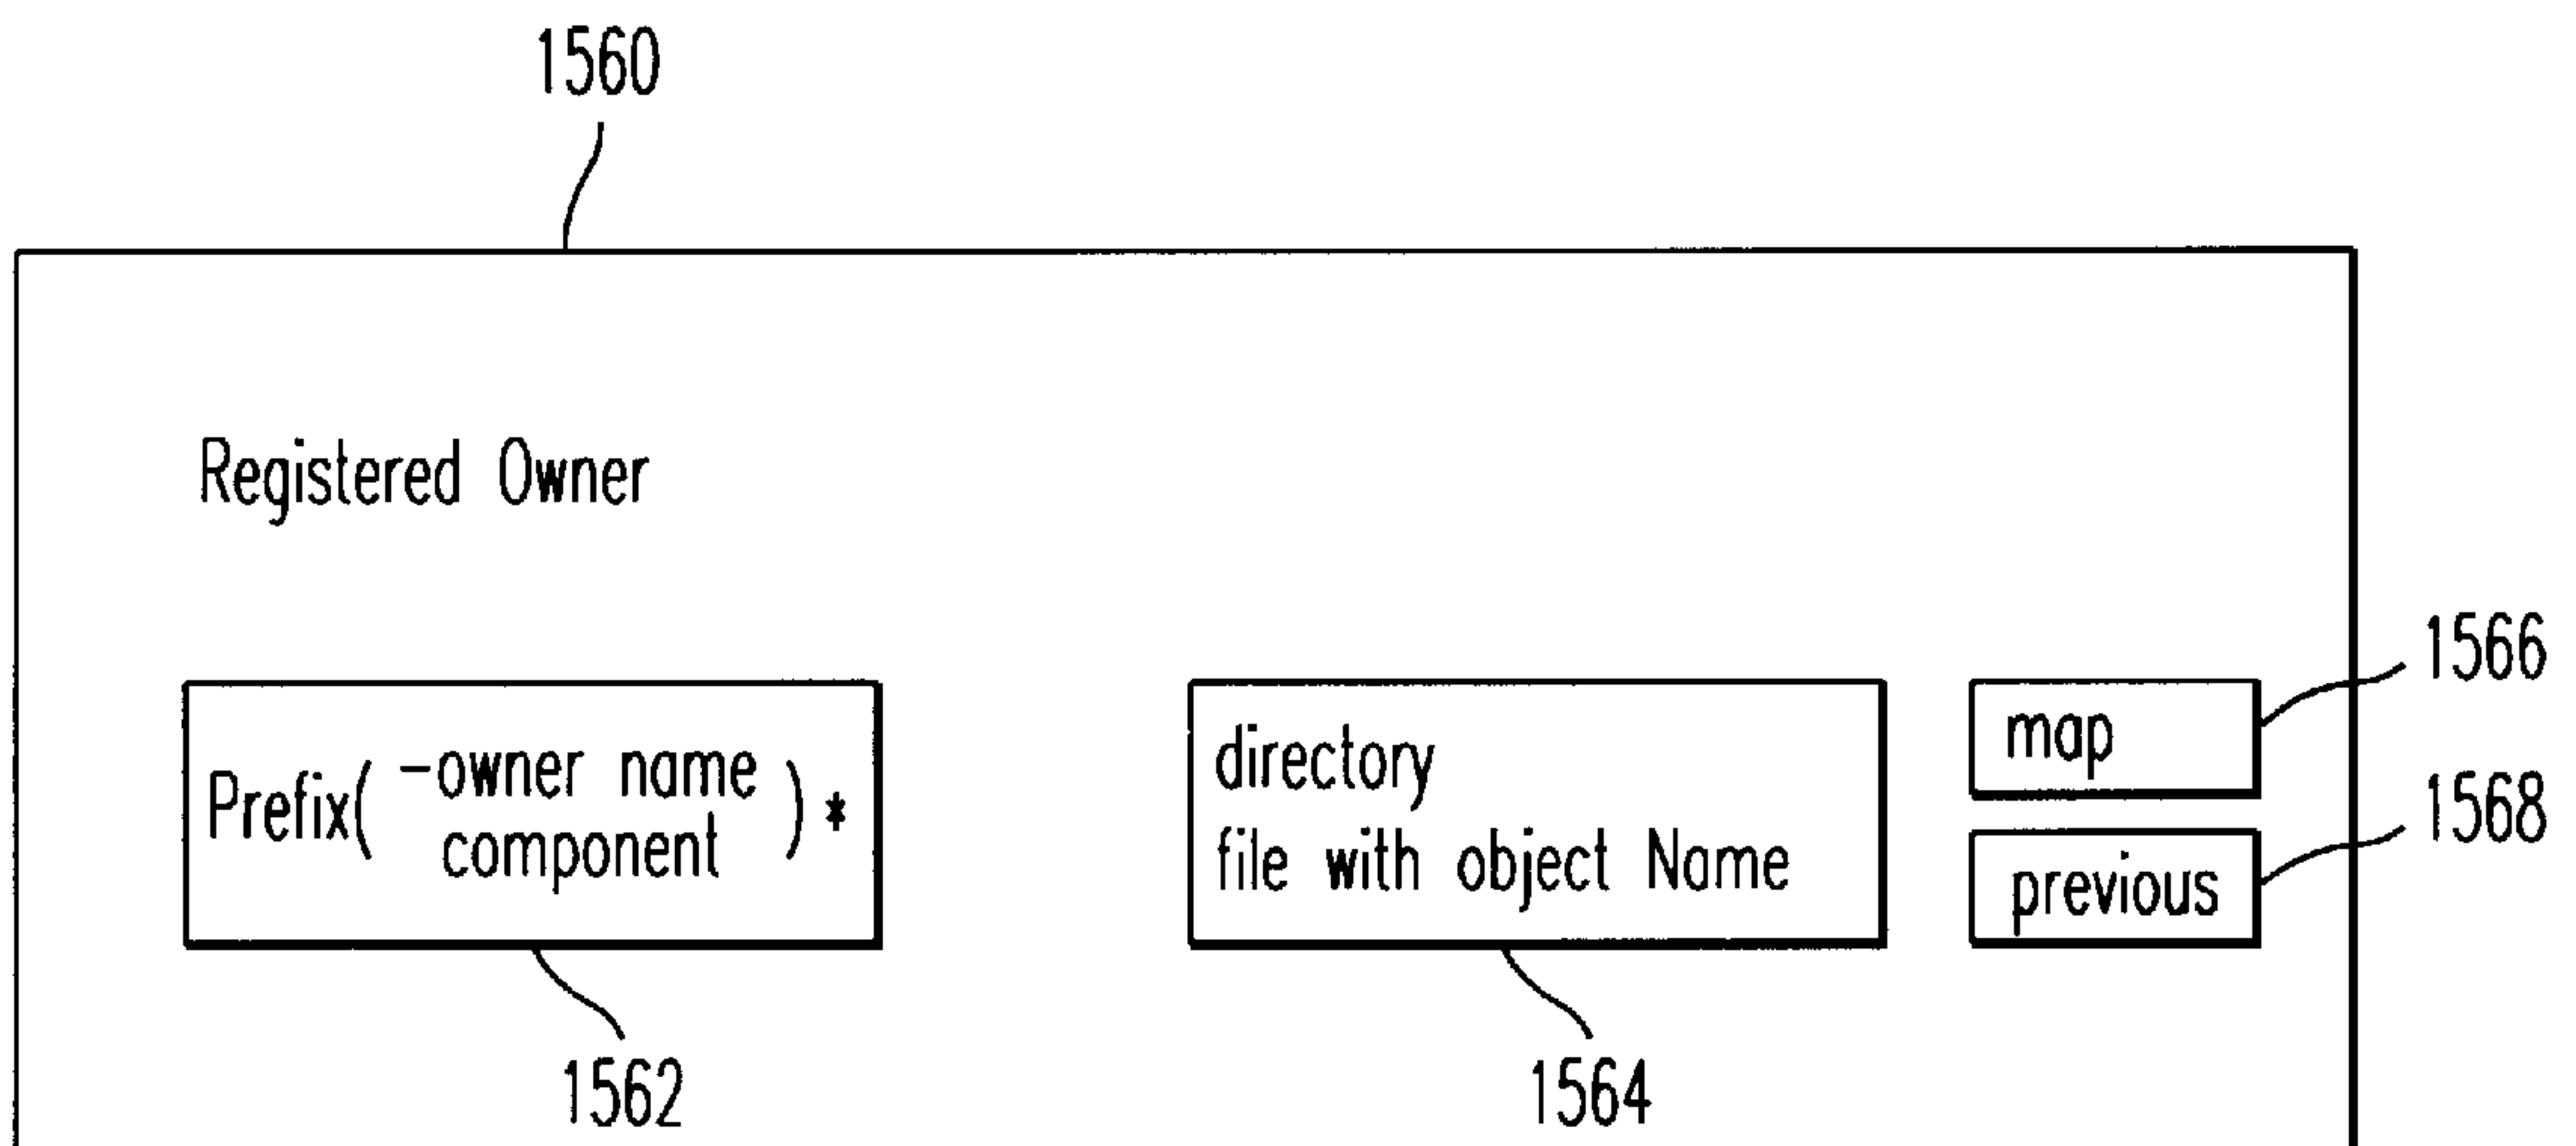 1560
Registered Owner
Prefix( -owner name component )*
directory
file with object Name
map
1566
previous
1568
1562
1564